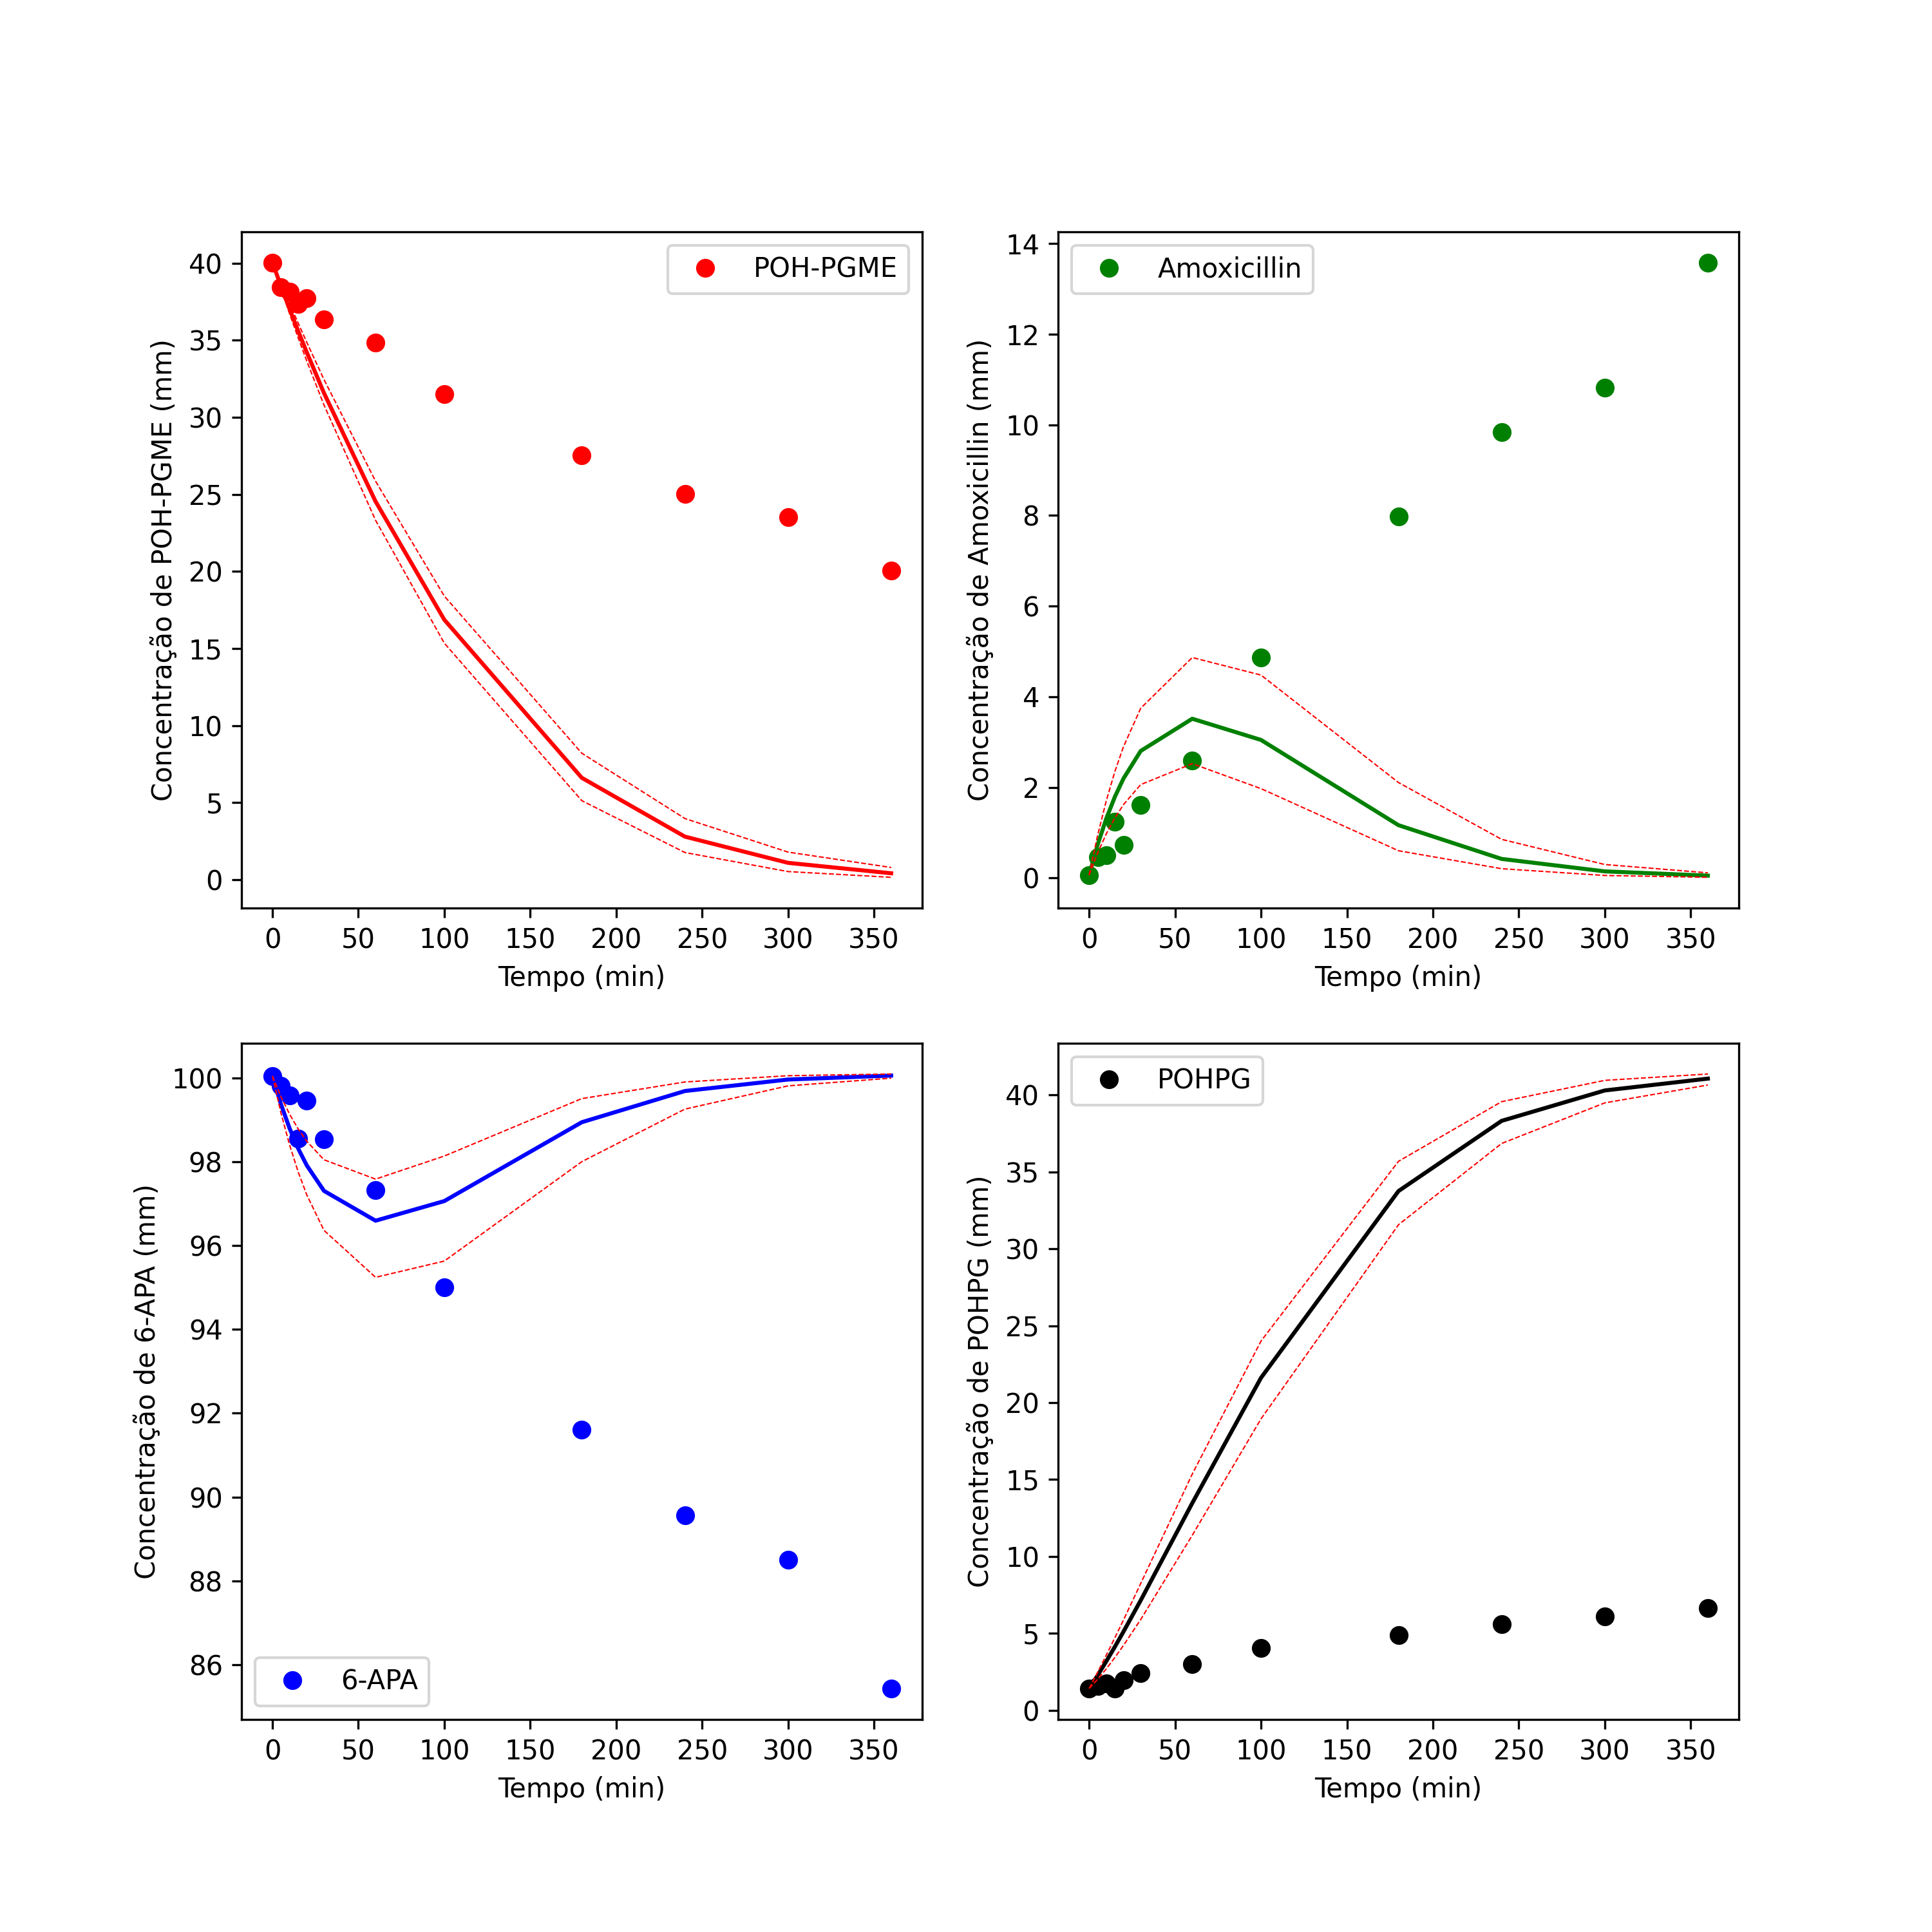 POH-PGME
Concentração de POH-PGME (mm)
40
35
30
25
20
15
10
5
0
0 50 100 150 200 250 300 350
Tempo (min)
Amoxicillin
Concentração de Amoxicillin (mm)
14
12
10
8
6
4
2
0
0 50 100 150 200 250 300 350
Tempo (min)
6-APA
Concentração de 6-APA (mm)
100
98
96
94
92
90
88
86
0 50 100 150 200 250 300 350
Tempo (min)
POHPG
Concentração de POHPG (mm)
40
35
30
25
20
15
10
5
0
0 50 100 150 200 250 300 350
Tempo (min)